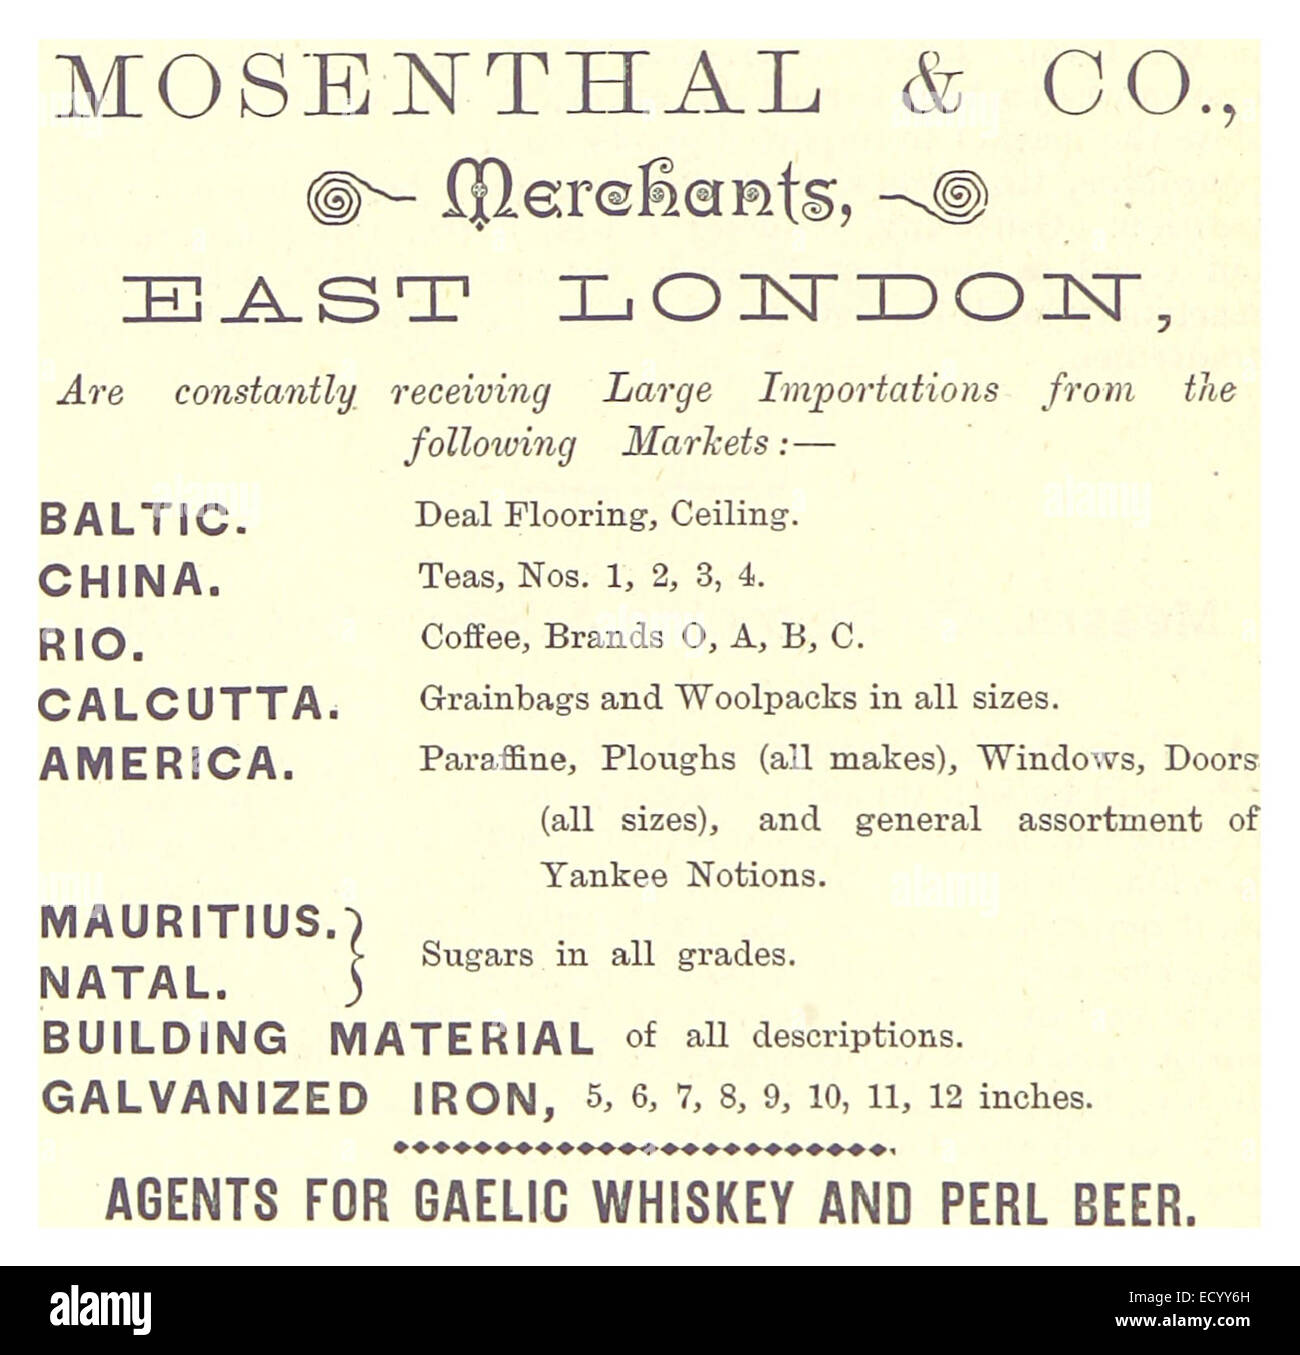 MOSENTHAL & CO.,
Merchants,
EAST LONDON,
Are constantly receiving Large Importations from the
following Markets :—
BALTIC. Deal Flooring, Ceiling.
CHINA. Teas, Nos. 1, 2, 3, 4.
RIO. Coffee, Brands O, A, B, C.
CALCUTTA. Grainbags and Woolpacks in all sizes.
AMERICA. Paraffine, Ploughs (all makes), Windows, Doors
(all sizes), and general assortment of
Yankee Notions.
MAURITIUS.
NATAL. } Sugars in all grades.
BUILDING MATERIAL of all descriptions.
GALVANIZED IRON, 5, 6, 7, 8, 9, 10, 11, 12 inches.
AGENTS FOR GAELIC WHISKEY AND PERL BEER.
alamy
Image ID: ECYY6H
www.alamy.com